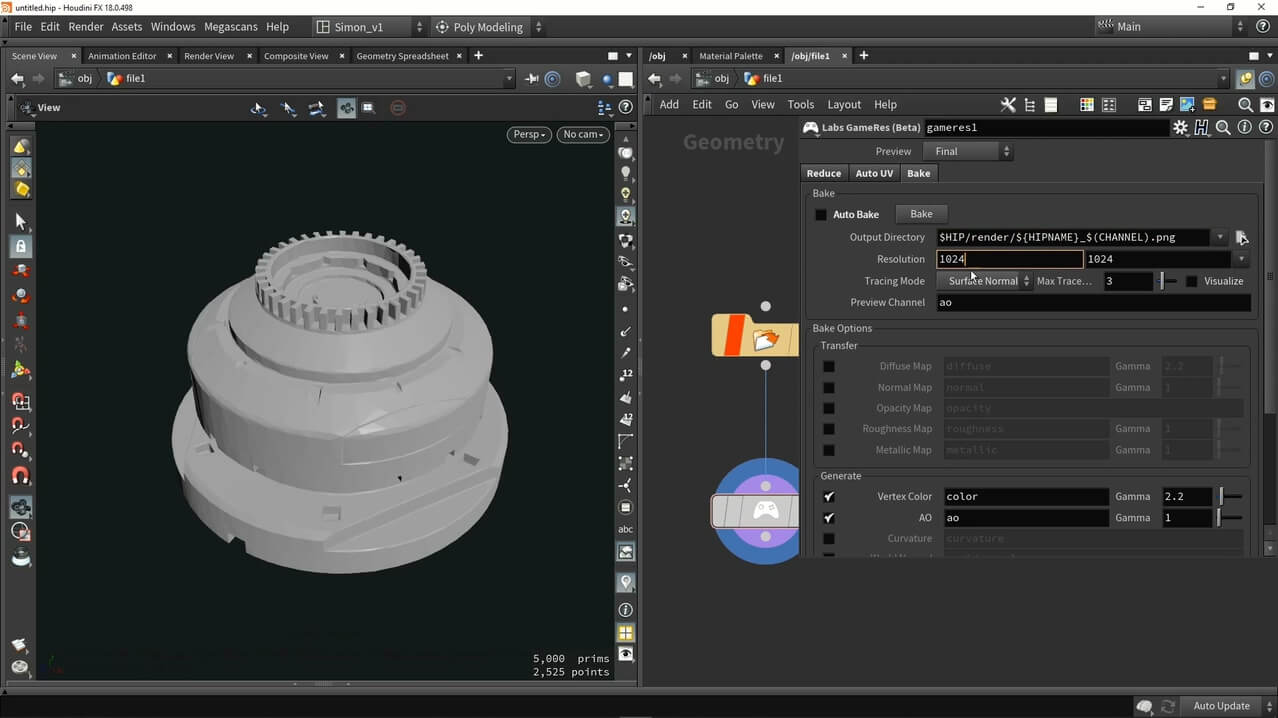 untitled.hip - Houdini FX 18.0.498
File Edit Render Assets Windows Megascans Help Simon_v1 Poly Modeling Main
Scene View Animation Editor Render View Composite View Geometry Spreadsheet
/obj Material Palette /obj/file1
obj file1
obj file1
View
Add Edit Go View Tools Layout Help
Persp No cam
Geometry
Labs GameRes (Beta) gameres1
Preview Final
Reduce Auto UV Bake
Bake
Auto Bake Bake
Output Directory $HIP/render/${HIPNAME}_$(CHANNEL).png
Resolution 1024 1024
Tracing Mode Surface Normal Max Trace... 3 Visualize
Preview Channel ao
Bake Options
Transfer
Diffuse Map diffuse Gamma 2.2
Normal Map normal Gamma 1
Opacity Map opacity
Roughness Map roughness Gamma 1
Metallic Map metallic Gamma 1
Generate
Vertex Color color Gamma 2.2
AO ao Gamma 1
Curvature curvature
12
12
abc
5,000 prims
2,525 points
Auto Update